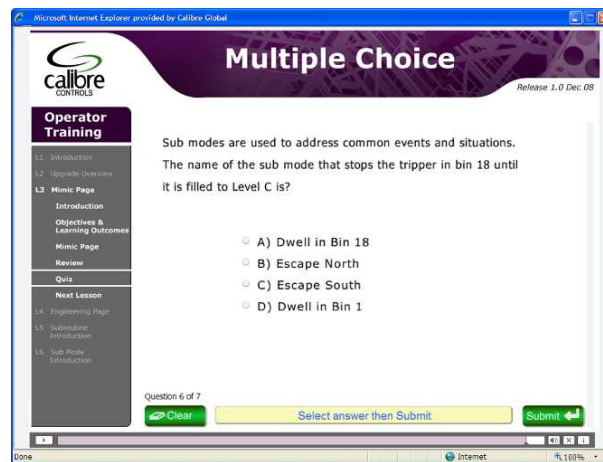 Microsoft Internet Explorer provided by Calibre Global
calibre
CONTROLS
Multiple Choice
Release 1.0 Dec 08
Operator
Training
L1 Introduction
L2 Upgrade Overview
L3 Mimic Page
Introduction
Objectives &
Learning Outcomes
Mimic Page
Review
Quiz
Next Lesson
L4 Engineering Page
L5 Subroutine
Introduction
L6 Sub Mode
Introduction
Sub modes are used to address common events and situations.
The name of the sub mode that stops the tripper in bin 18 until
it is filled to Level C is?
A) Dwell in Bin 18
B) Escape North
C) Escape South
D) Dwell in Bin 1
Question 6 of 7
Clear
Select answer then Submit
Submit
Done
Internet
100%